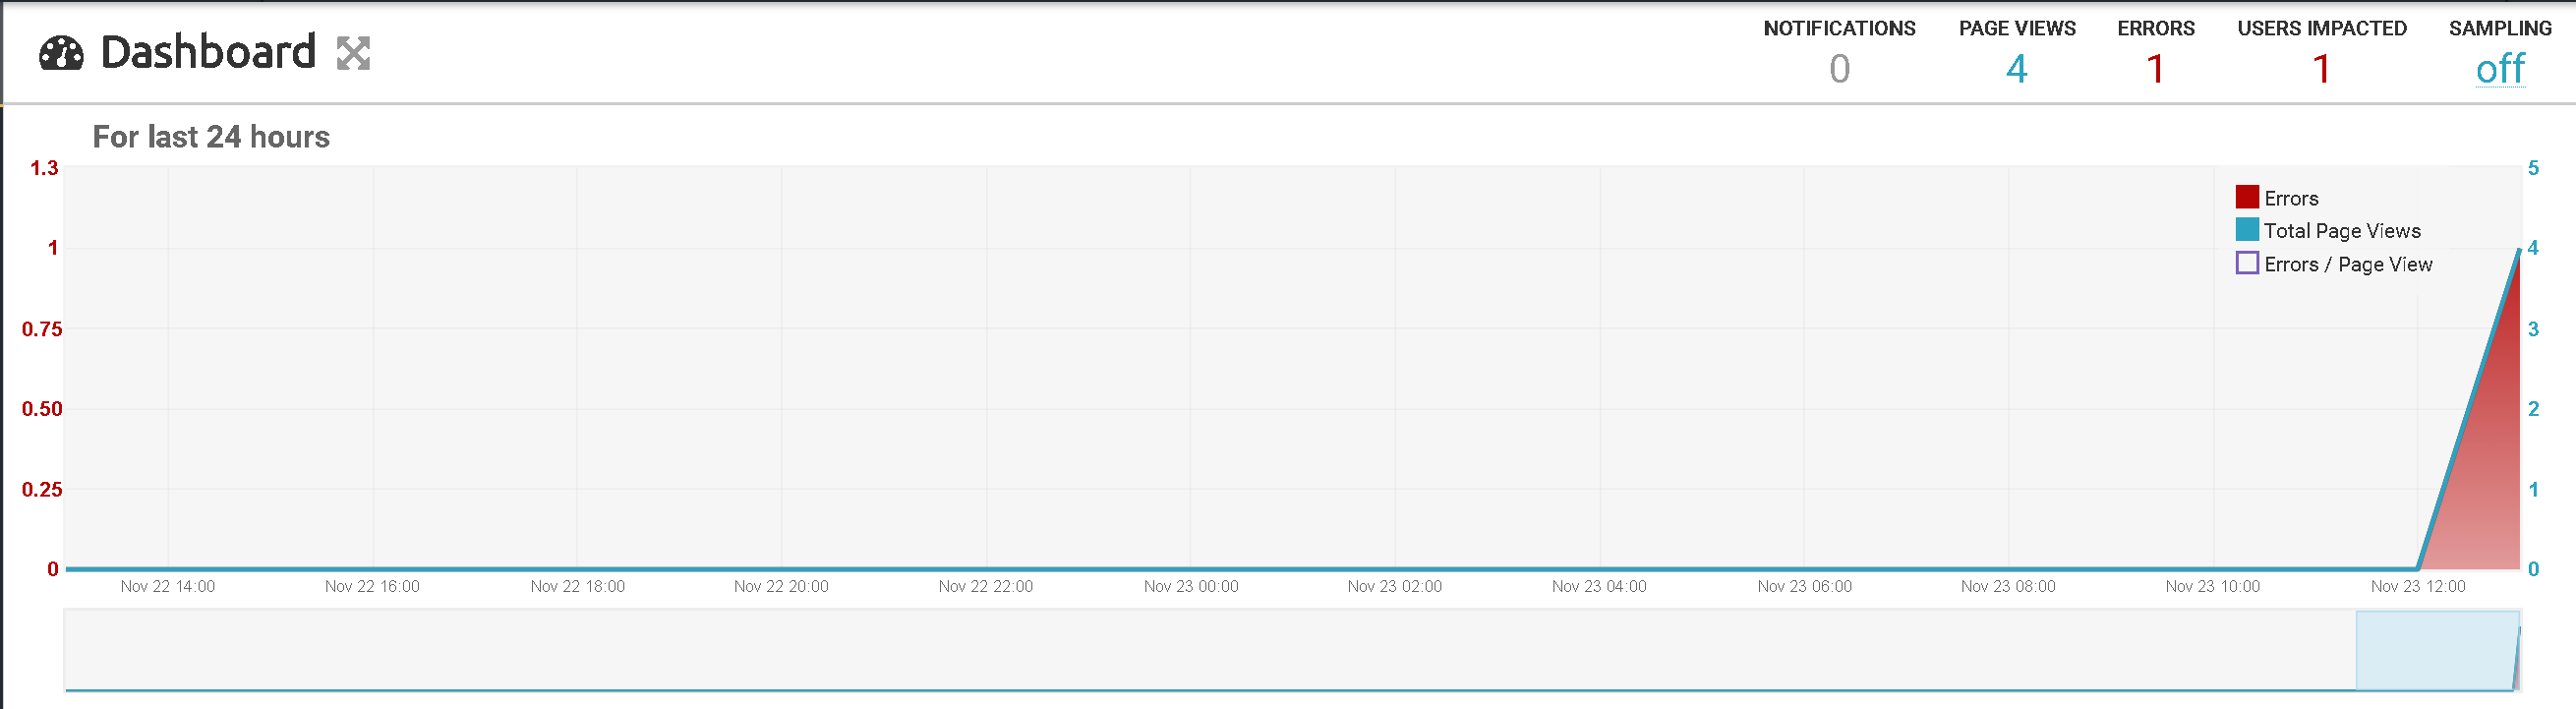 Dashboard
NOTIFICATIONS PAGE VIEWS ERRORS USERS IMPACTED SAMPLING
0 4 1 1 off
For last 24 hours
1.3
1
0.75
0.50
0.25
0
5
4
3
2
1
0
Errors
Total Page Views
Errors / Page View
Nov 22 14:00 Nov 22 16:00 Nov 22 18:00 Nov 22 20:00 Nov 22 22:00 Nov 23 00:00 Nov 23 02:00 Nov 23 04:00 Nov 23 06:00 Nov 23 08:00 Nov 23 10:00 Nov 23 12:00